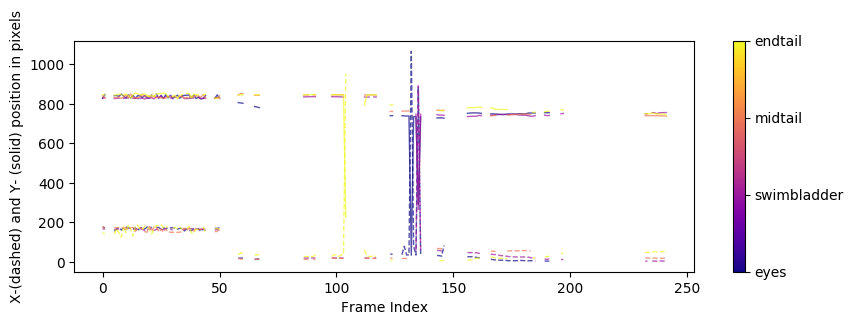 X-(dashed) and Y- (solid) position in pixels
1000
800
600
400
200
0
0
50
100
150
200
250
Frame Index
endtail
midtail
swimbladder
eyes